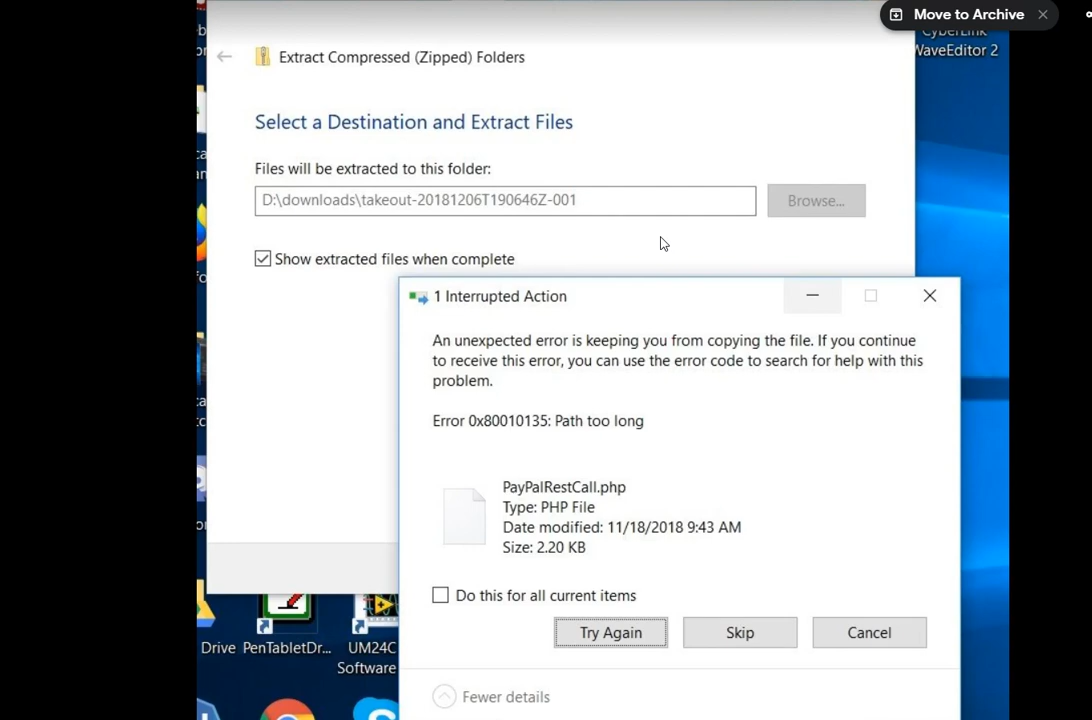 Move to Archive
CyberLink
WaveEditor 2
Extract Compressed (Zipped) Folders
Select a Destination and Extract Files
Files will be extracted to this folder:
D:\downloads\takeout-20181206T190646Z-001
Browse...
Show extracted files when complete
1 Interrupted Action
An unexpected error is keeping you from copying the file. If you continue
to receive this error, you can use the error code to search for help with this
problem.
Error 0x80010135: Path too long
PayPalRestCall.php
Type: PHP File
Date modified: 11/18/2018 9:43 AM
Size: 2.20 KB
Do this for all current items
Try Again
Skip
Cancel
Drive
PenTabletDr...
UM24C
Software
Fewer details